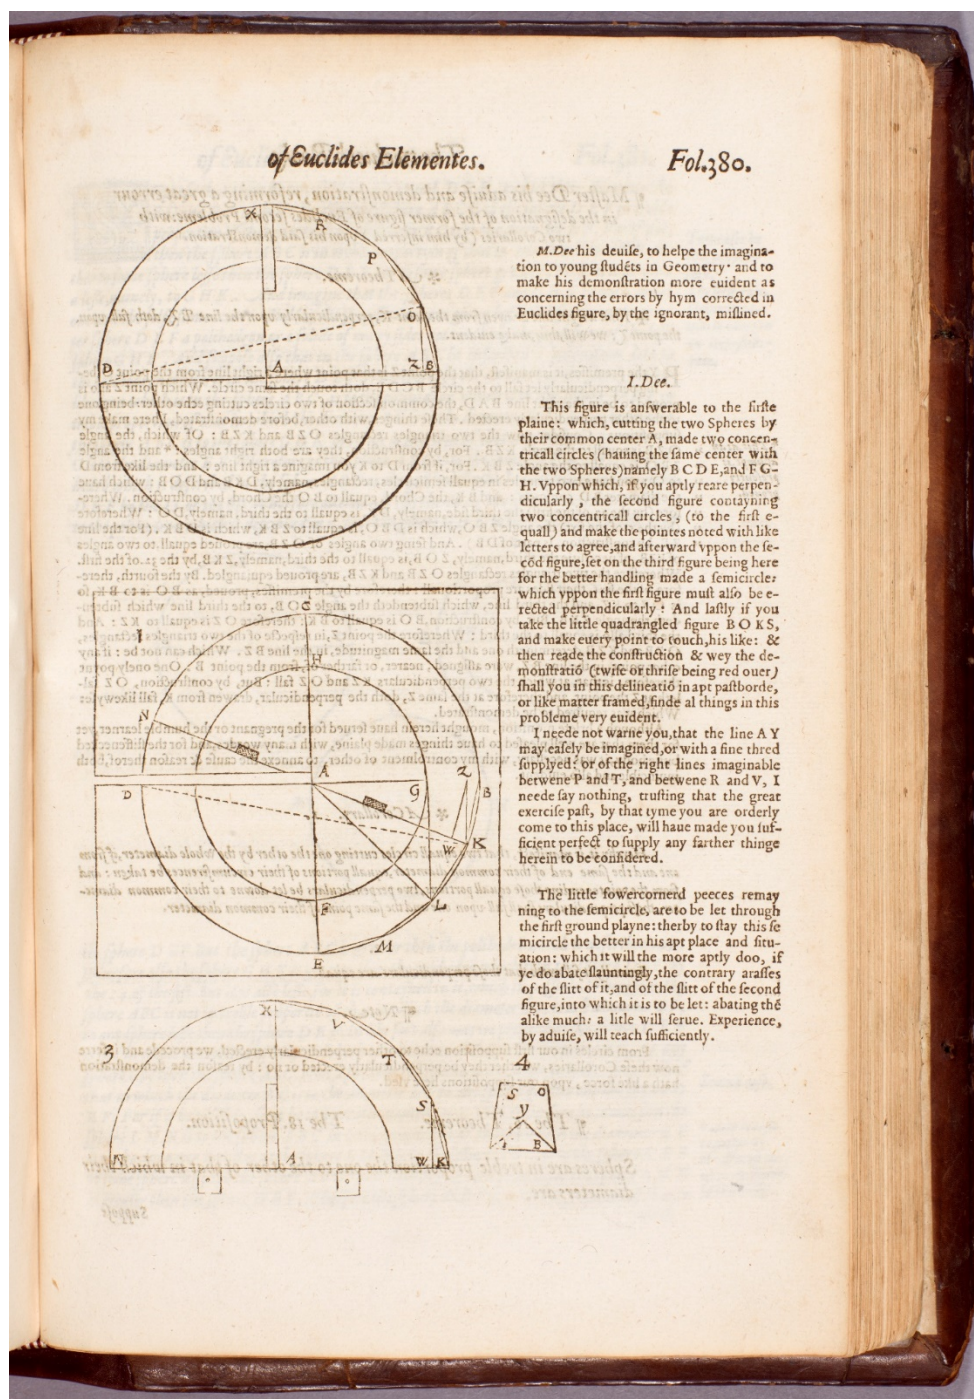 of Euclides Elementes. Fol.380.
M.Dee his deuise, to helpe the imagina-
tion to young studẽts in Geometry: and to
make his demonstration more euident as
concerning the errors by hym corrected in
Euclides figure, by the ignorant, mislined.
I.Dee.
This figure is answerable to the firste
plaine: which, cutting the two Spheres by
their common center A, made two concen-
tricall circles (hauing the same center with
the two Spheres) namely B C D E, and F G-
H. Vppon which, if you aptly reare perpen-
dicularly, the second figure contayning
two concentricall circles, (to the first e-
quall) and make the pointes noted with like
letters to agree, and afterward vppon the se-
cõd figure, set on the third figure being here
for the better handling made a semicircle:
which vppon the first figure must also be e-
rected perpendicularly: And lastly if you
take the little quadrangled figure B O K S,
and make euery point to touch, his like: &
then reade the construction & wey the de-
monstratiõ (twise or thrise being red ouer)
shall you in this delineatiõ in apt pastborde,
or like matter framed, finde al things in this
probleme very euident.
I neede not warne you, that the line A Y
may easely be imagined, or with a fine thred
supplyed: or of the right lines imaginable
betwene P and T, and betwene R and V, I
neede say nothing, trusting that the great
exercise past, by that tyme you are orderly
come to this place, will haue made you suf-
ficient perfect to supply any farther thinge
herein to be considered.
The little fowercornerd peeces remay
ning to the semicircle, are to be let through
the first ground playne: therby to stay this se
micircle the better in his apt place and situ-
ation: which it will the more aptly doo, if
ye do abate slauntingly, the contrary arasses
of the slitt of it, and of the slitt of the second
figure, into which it is to be let: abating thẽ
alike much: a litle will serue. Experience,
by aduise, will teach sufficiently.
X
R
P
O
D
A
Z
B
1
C
H
N
A
Z
D
G
B
W
K
F
L
M
E
3
X
V
T
S
N
A
W
K
4
S
O
Y
B